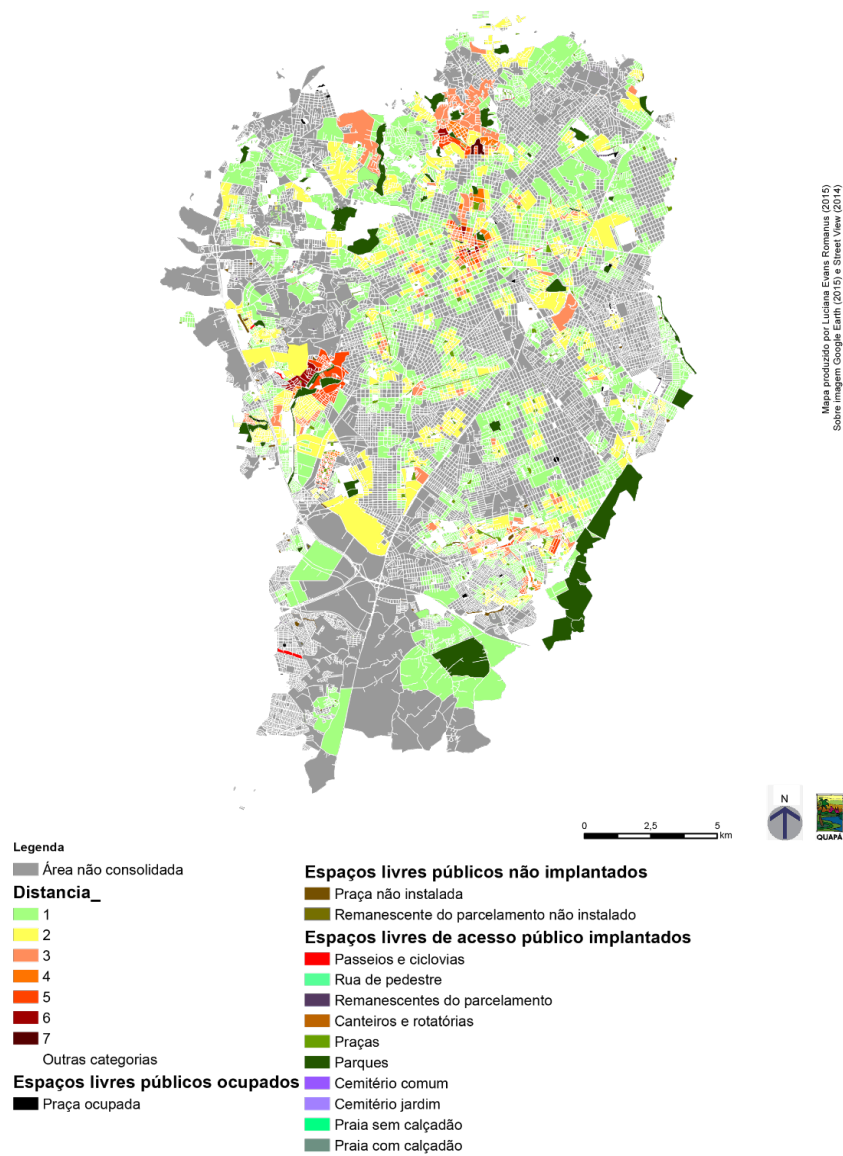 Mapa produzido por Luciana Evans Romanus (2015)
Sobre imagem Google Earth (2015) e Street View (2014)
N
QUAPÁ
0 2,5 5
km
Legenda
Área não consolidada
Distancia_
1
2
3
4
5
6
7
Outras categorias
Espaços livres públicos ocupados
Praça ocupada
Espaços livres públicos não implantados
Praça não instalada
Remanescente do parcelamento não instalado
Espaços livres de acesso público implantados
Passeios e ciclovias
Rua de pedestre
Remanescentes do parcelamento
Canteiros e rotatórias
Praças
Parques
Cemitério comum
Cemitério jardim
Praia sem calçadão
Praia com calçadão